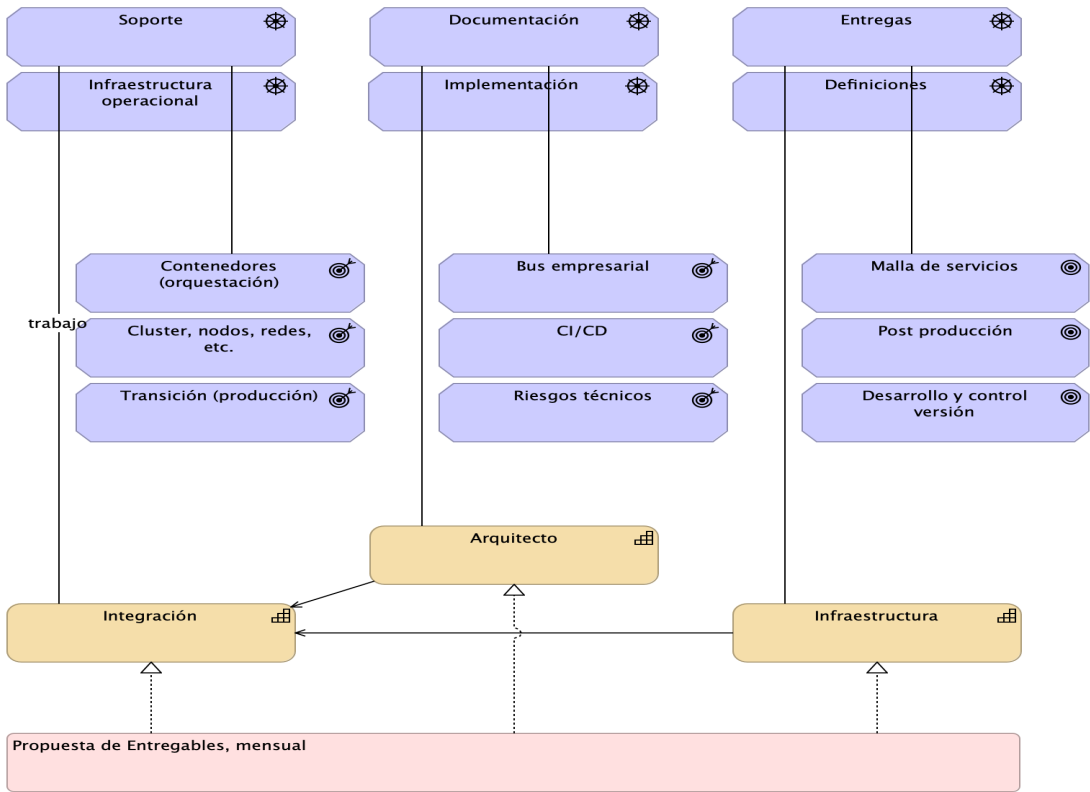 Soporte
Documentación
Entregas
Infraestructura
operacional
Implementación
Definiciones
Contenedores
(orquestación)
Bus empresarial
Malla de servicios
trabajo
Cluster, nodos, redes,
etc.
CI/CD
Post producción
Transición (producción)
Riesgos técnicos
Desarrollo y control
versión
Arquitecto
Integración
Infraestructura
Propuesta de Entregables, mensual